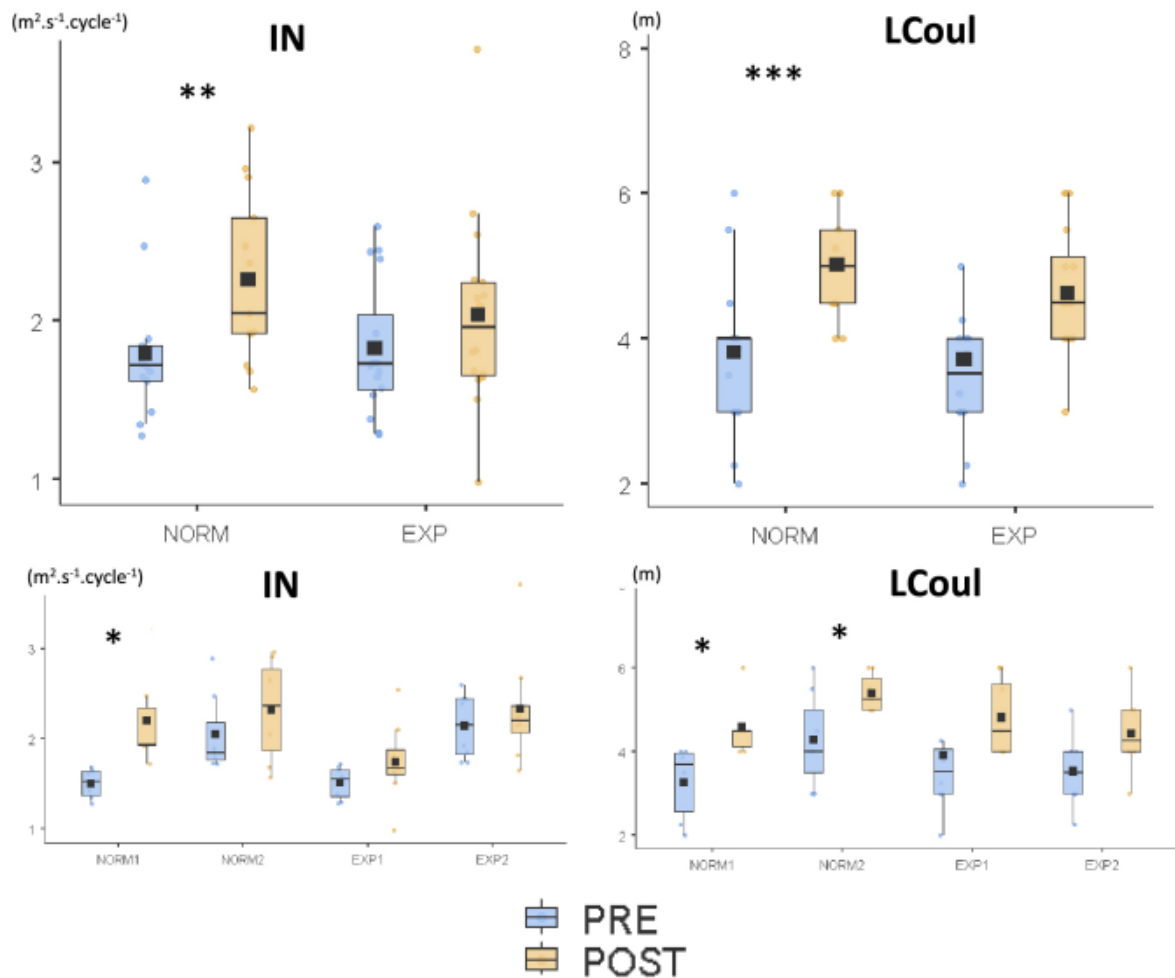 (m².s⁻¹.cycle⁻¹)
IN
**
3
2
1
NORM EXP
(m)
LCoul
***
8
6
4
2
NORM EXP
(m².s⁻¹.cycle⁻¹)
IN
*
3
2
1
NORM1 NORM2 EXP1 EXP2
(m)
LCoul
*
*
6
4
2
NORM1 NORM2 EXP1 EXP2
PRE
POST